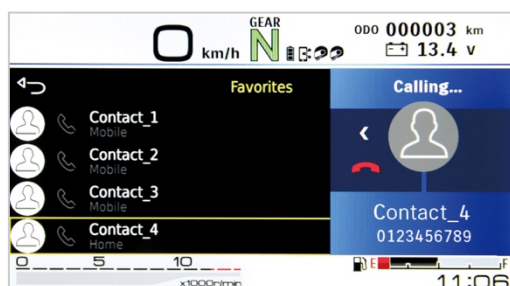 0 km/h
GEAR
N
ODO 000003 km
13.4 V
Favorites
Contact_1
Mobile
Contact_2
Mobile
Contact_3
Mobile
Contact_4
Home
Calling...
Contact_4
0123456789
0 5 10
x1000r/min
E F
11:06